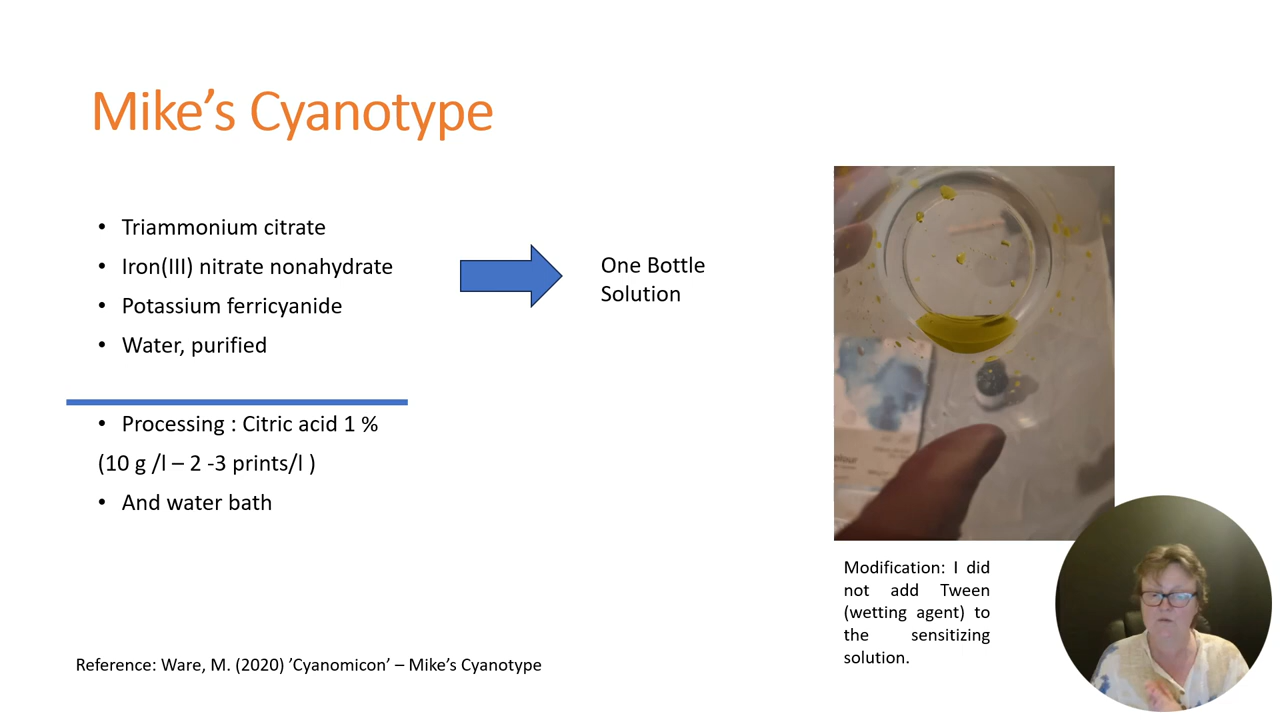 Mike’s Cyanotype
• Triammonium citrate
• Iron(III) nitrate nonahydrate
• Potassium ferricyanide
• Water, purified
One Bottle
Solution
• Processing : Citric acid 1 %
(10 g /l – 2 -3 prints/l )
• And water bath
Modification: I did
not add Tween
(wetting agent) to
the sensitizing
solution.
Reference: Ware, M. (2020) ’Cyanomicon’ – Mike’s Cyanotype